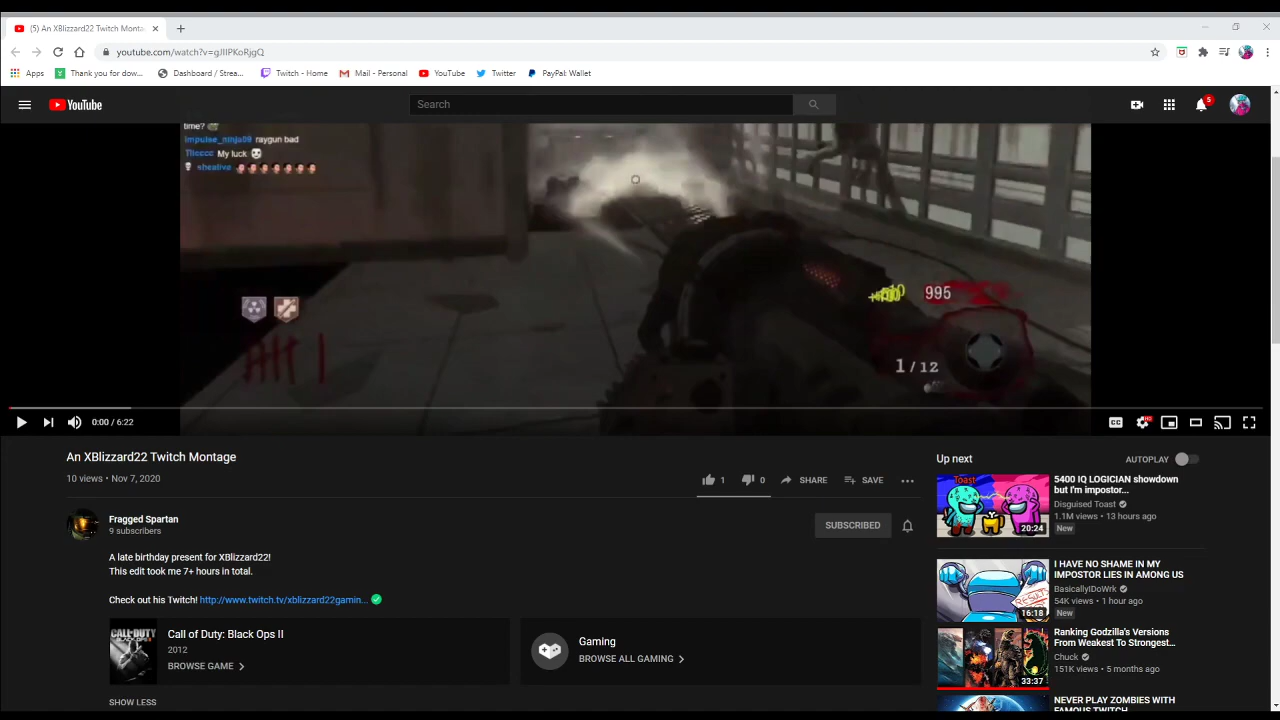 (5) An XBlizzard22 Twitch Monta
youtube.com/watch?v=gJIIPKoRjgQ
Apps Thank you for dow... Dashboard / Strea... Twitch - Home Mail - Personal YouTube Twitter PayPal: Wallet
YouTube Search 5
time?
impulse_ninja09 raygun bad
My luck
995
1/12
0:00 / 6:22 CC HD
An XBlizzard22 Twitch Montage
10 views • Nov 7, 2020
1 0 SHARE SAVE
Fragged Spartan
9 subscribers
SUBSCRIBED
A late birthday present for XBlizzard22!
This edit took me 7+ hours in total.
Check out his Twitch! http://www.twitch.tv/xblizzard22gamin...
CALL·DUTY
BLACK OPS II
Call of Duty: Black Ops II
2012
BROWSE GAME
Gaming
BROWSE ALL GAMING
SHOW LESS
Up next AUTOPLAY
Toast
20:24
5400 IQ LOGICIAN showdown
but I'm impostor...
Disguised Toast
1.1M views • 13 hours ago
New
RESULTS
16:18
I HAVE NO SHAME IN MY
IMPOSTOR LIES IN AMONG US
BasicallyIDoWrk
54K views • 1 hour ago
New
33:37
Ranking Godzilla's Versions
From Weakest To Strongest...
Chuck
151K views • 5 months ago
NEVER PLAY ZOMBIES WITH
FAMOUS TWITCH